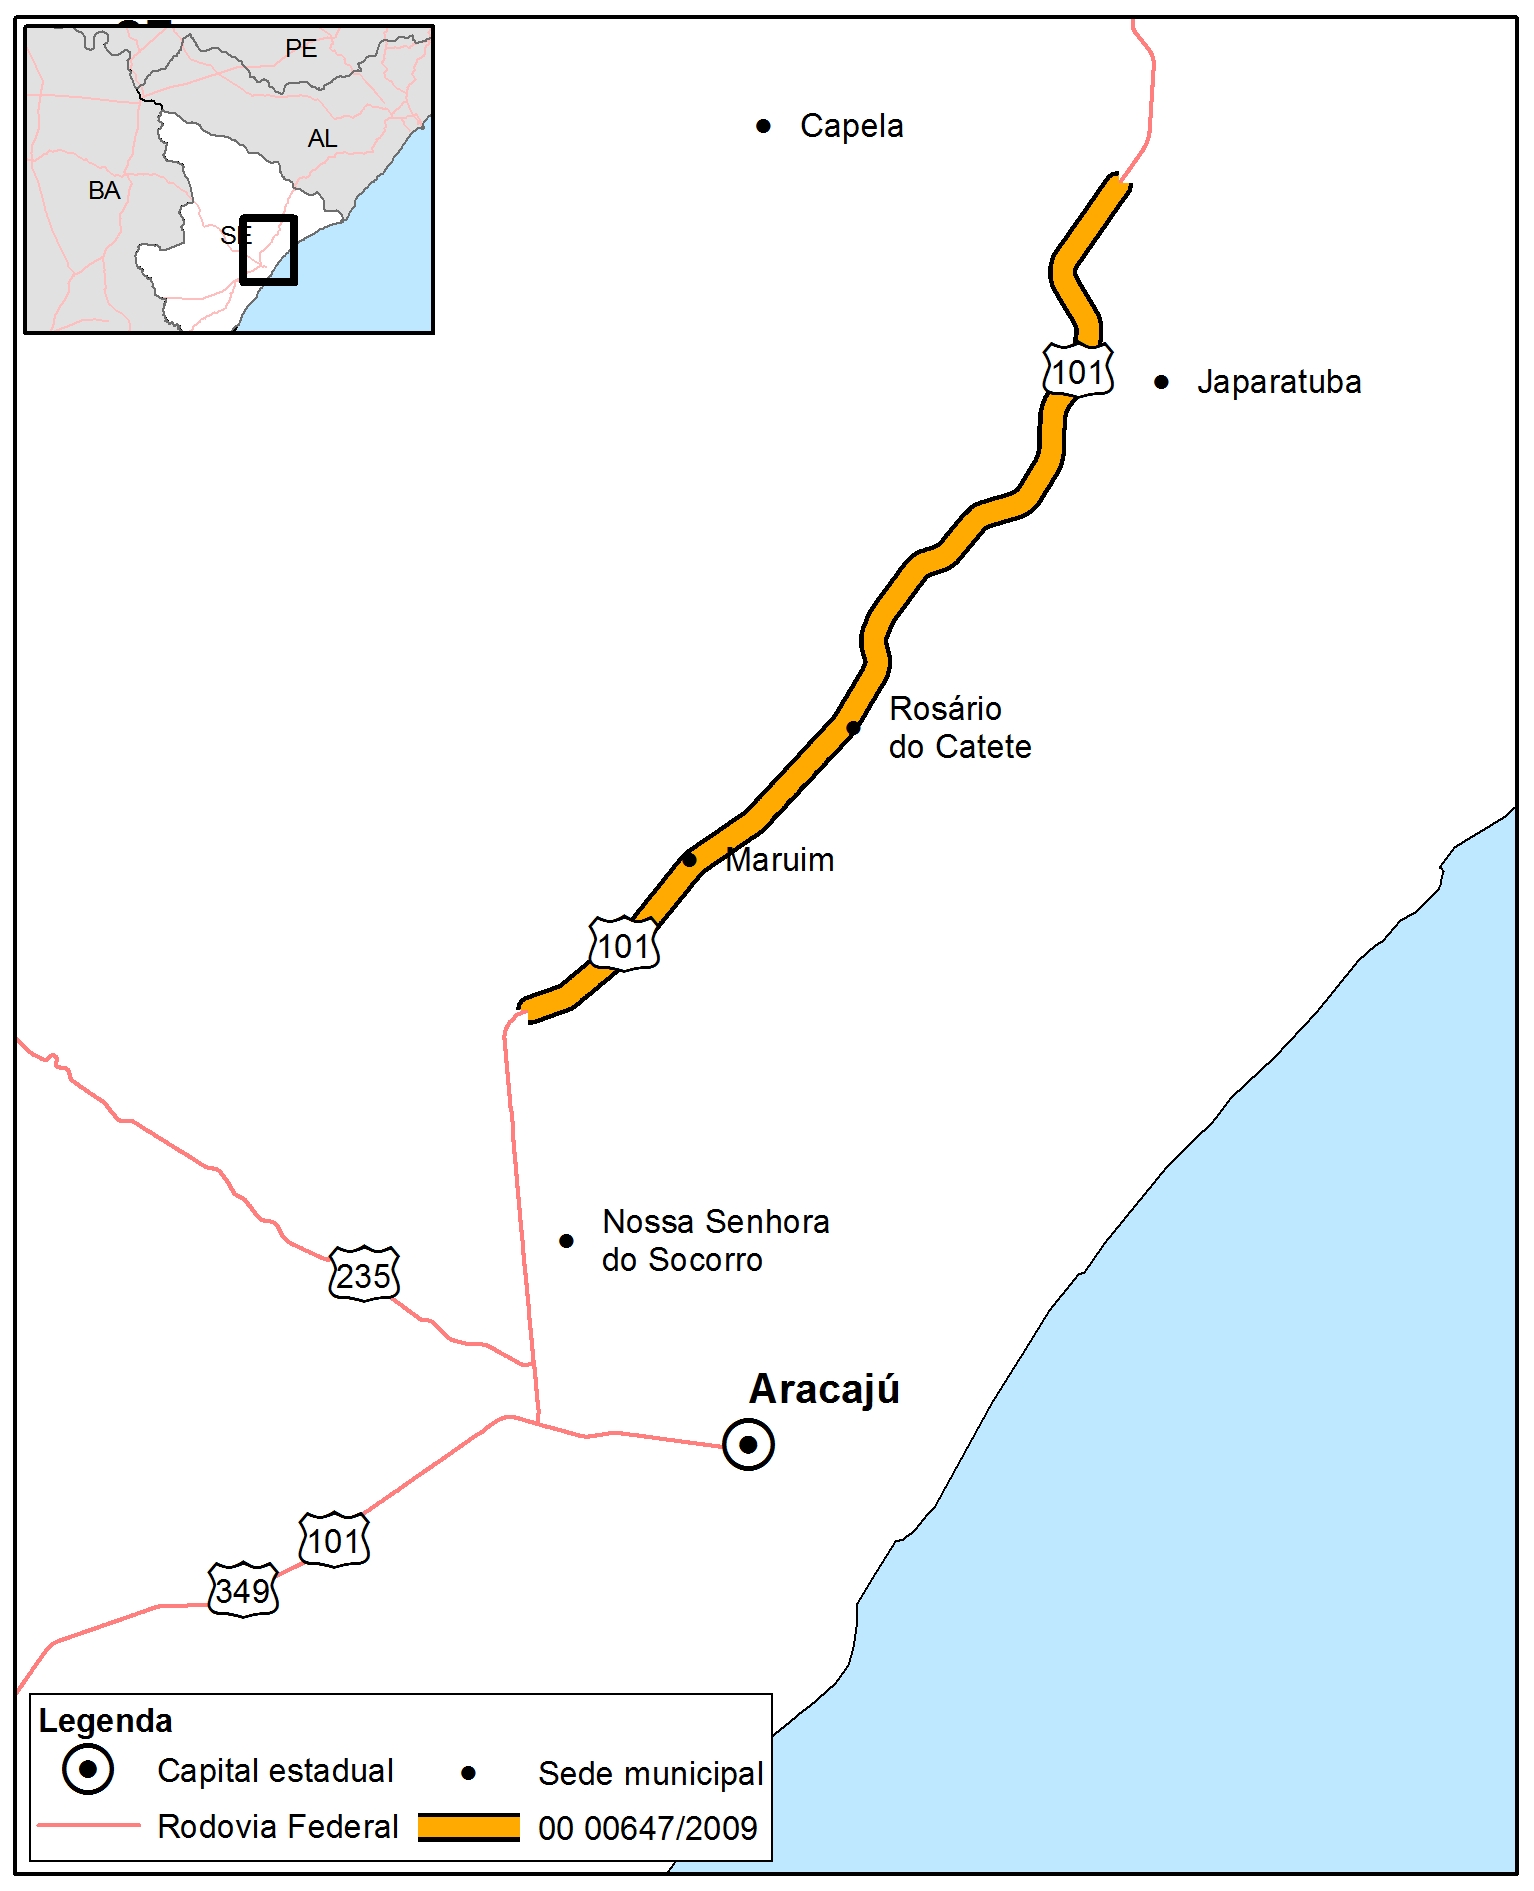 PE
AL
BA
SE
Capela
101
Japaratuba
Rosário
do Catete
Maruim
101
Nossa Senhora
do Socorro
235
Aracajú
101
349
Legenda
Capital estadual
Sede municipal
Rodovia Federal
00 00647/2009